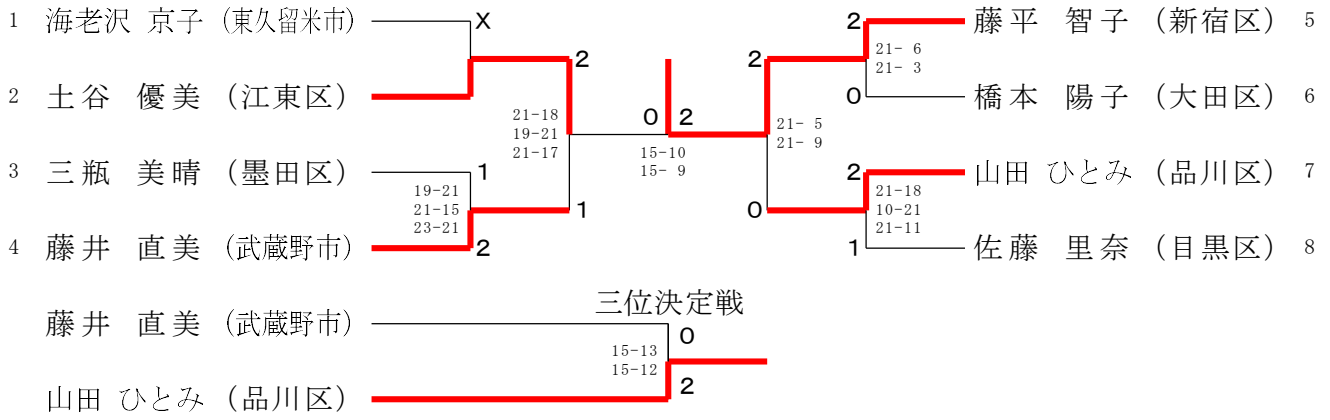 1 海老沢 京子 (東久留米市) X
2 土谷 優美 (江東区) 2
21-18
19-21
21-17
3 三瓶 美晴 (墨田区) 1
19-21
21-15
23-21
1
4 藤井 直美 (武蔵野市) 2
0 2
15-10
15- 9
2 藤平 智子 (新宿区) 5
2
21- 6
21- 3
0 橋本 陽子 (大田区) 6
21- 5
21- 9
2 山田 ひとみ (品川区) 7
0
21-18
10-21
21-11
1 佐藤 里奈 (目黒区) 8
三位決定戦
藤井 直美 (武蔵野市) 0
15-13
15-12
山田 ひとみ (品川区) 2